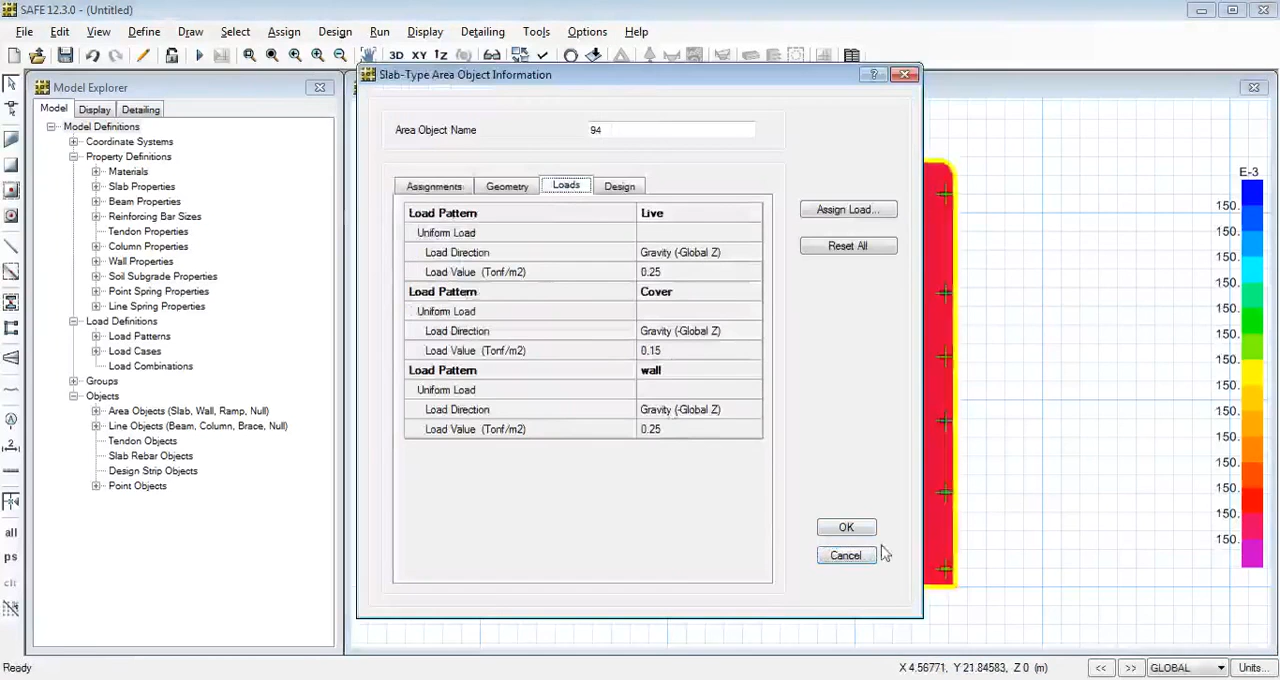 SAFE 12.3.0 - (Untitled)
File Edit View Define Draw Select Assign Design Run Display Detailing Tools Options Help
3D XY
Model Explorer
Model Display Detailing
Model Definitions
Coordinate Systems
Property Definitions
Materials
Slab Properties
Beam Properties
Reinforcing Bar Sizes
Tendon Properties
Column Properties
Wall Properties
Soil Subgrade Properties
Point Spring Properties
Line Spring Properties
Load Definitions
Load Patterns
Load Cases
Load Combinations
Groups
Objects
Area Objects (Slab, Wall, Ramp, Null)
Line Objects (Beam, Column, Brace, Null)
Tendon Objects
Slab Rebar Objects
Design Strip Objects
Point Objects
all
ps
clr
Slab-Type Area Object Information
Area Object Name 94
Assignments Geometry Loads Design
Load Pattern Live
Uniform Load
Load Direction Gravity (-Global Z)
Load Value (Tonf/m2) 0.25
Load Pattern Cover
Uniform Load
Load Direction Gravity (-Global Z)
Load Value (Tonf/m2) 0.15
Load Pattern wall
Uniform Load
Load Direction Gravity (-Global Z)
Load Value (Tonf/m2) 0.25
Assign Load...
Reset All
OK
Cancel
E-3
150.
150.
150.
150.
150.
150.
150.
150.
150.
150.
150.
150.
150.
150.
Ready
X 4.56771, Y 21.84583, Z 0 (m)
<< >> GLOBAL Units...